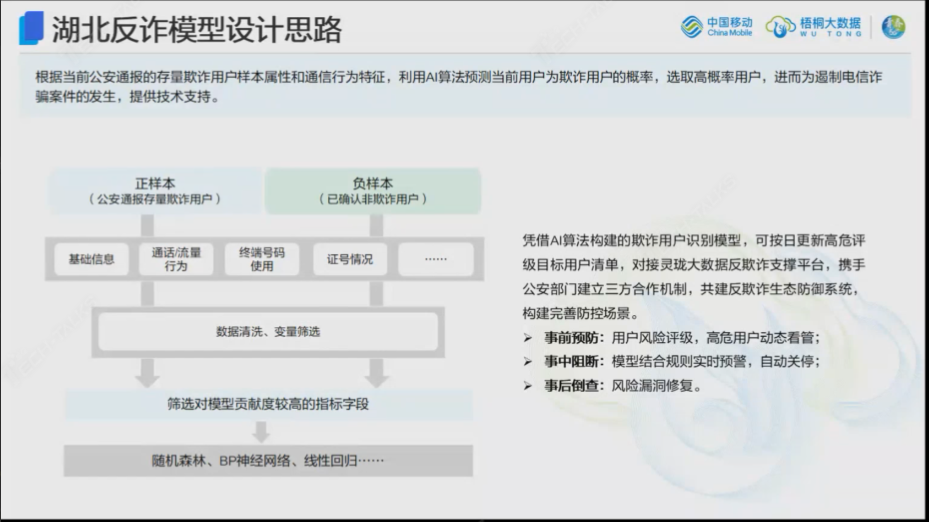 湖北反诈模型设计思路
中国移动
China Mobile
梧桐大数据
WU TONG
根据当前公安通报的存量欺诈用户样本属性和通信行为特征，利用AI算法预测当前用户为欺诈用户的概率，选取高概率用户，进而为遏制电信诈
骗案件的发生，提供技术支持。
正样本
（公安通报存量欺诈用户）
负样本
（已确认非欺诈用户）
基础信息
通话/流量
行为
终端号码
使用
证号情况
……
数据清洗、变量筛选
筛选对模型贡献度较高的指标字段
随机森林、BP神经网络、线性回归……
凭借AI算法构建的欺诈用户识别模型，可按日更新高危评
级目标用户清单，对接灵珑大数据反欺诈支撑平台，携手
公安部门建立三方合作机制，共建反欺诈生态防御系统，
构建完善防控场景。
➢ 事前预防：用户风险评级，高危用户动态看管；
➢ 事中阻断：模型结合规则实时预警，自动关停；
➢ 事后倒查：风险漏洞修复。